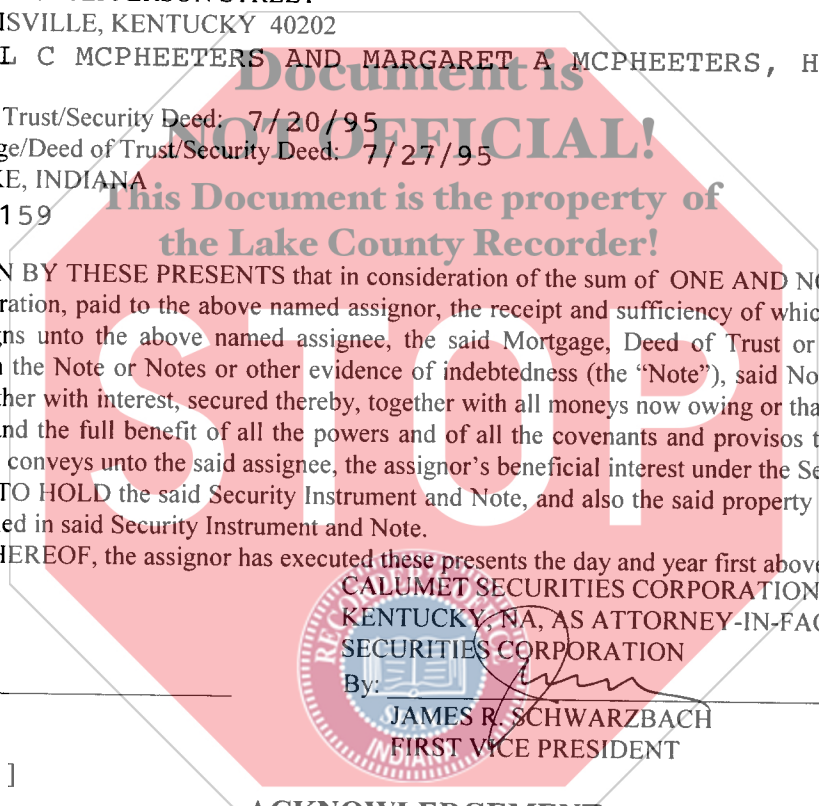 ISVILLE, KENTUCKY 40202
L C MCPHEETERS AND MARGARET A MCPHEETERS, H
Document is
Trust/Security Deed: 7/20/95
NOT OFFICIAL!
ge/Deed of Trust/Security Deed: 7/27/95
KE, INDIANA
This Document is the property of
159
the Lake County Recorder!
N BY THESE PRESENTS that in consideration of the sum of ONE AND NO
ration, paid to the above named assignor, the receipt and sufficiency of whic
gns unto the above named assignee, the said Mortgage, Deed of Trust or
the Note or Notes or other evidence of indebtedness (the “Note”), said No
her with interest, secured thereby, together with all moneys now owing or tha
nd the full benefit of all the powers and of all the covenants and provisos t
conveys unto the said assignee, the assignor's beneficial interest under the Se
TO HOLD the said Security Instrument and Note, and also the said property
ed in said Security Instrument and Note.
HEREOF, the assignor has executed these presents the day and year first above
STOP
CALUMET SECURITIES CORPORATION
KENTUCKY, NA, AS ATTORNEY-IN-FAC
SECURITIES CORPORATION
By:
JAMES R. SCHWARZBACH
FIRST VICE PRESIDENT
SEAL
INDIANA
]